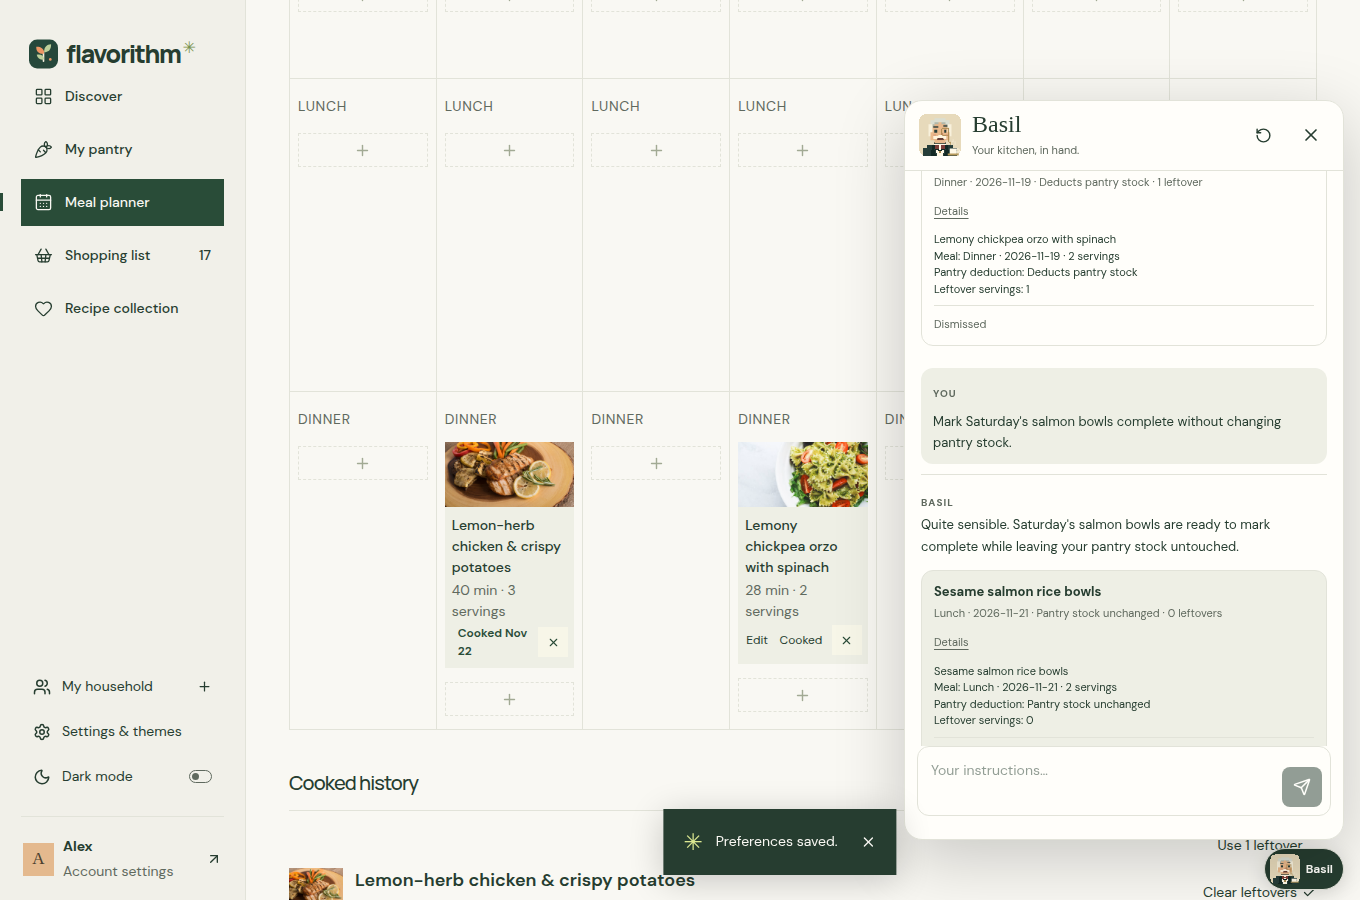 flavorithm
Discover
My pantry
Meal planner
Shopping list 17
Recipe collection
My household
Settings & themes
Dark mode
A
Alex
Account settings
LUNCH LUNCH LUNCH LUNCH
DINNER DINNER DINNER DINNER
Lemon-herb
chicken & crispy
potatoes
40 min · 3
servings
Cooked Nov
22
Lemony
chickpea orzo
with spinach
28 min · 2
servings
Edit Cooked
Cooked history
Lemon-herb chicken & crispy potatoes
Use 1 leftover
Clear leftovers
Preferences saved.
Basil
Your kitchen, in hand.
Dinner · 2026-11-19 · Deducts pantry stock · 1 leftover
Details
Lemony chickpea orzo with spinach
Meal: Dinner · 2026-11-19 · 2 servings
Pantry deduction: Deducts pantry stock
Leftover servings: 1
Dismissed
YOU
Mark Saturday's salmon bowls complete without changing
pantry stock.
BASIL
Quite sensible. Saturday's salmon bowls are ready to mark
complete while leaving your pantry stock untouched.
Sesame salmon rice bowls
Lunch · 2026-11-21 · Pantry stock unchanged · 0 leftovers
Details
Sesame salmon rice bowls
Meal: Lunch · 2026-11-21 · 2 servings
Pantry deduction: Pantry stock unchanged
Leftover servings: 0
Your instructions...
Basil